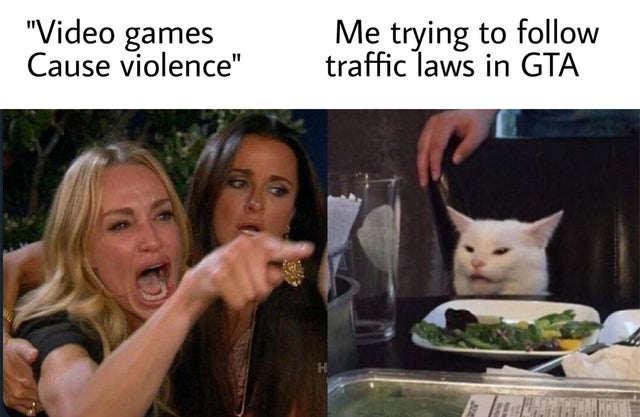 "Video games
Cause violence"
Me trying to follow
traffic laws in GTA
H